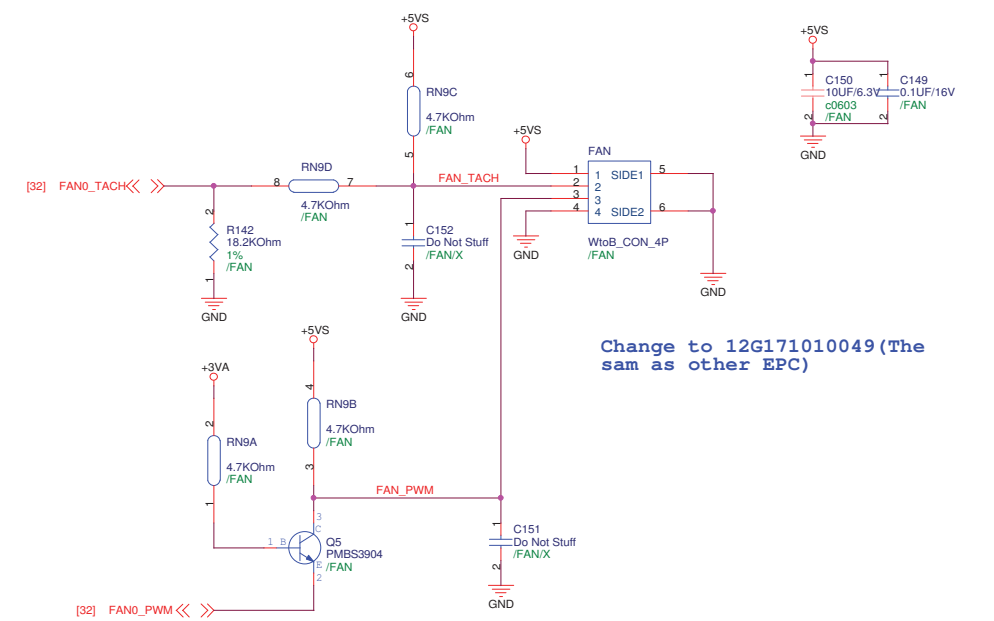 +5VS
6
RN9C
4.7KOhm
/FAN
5
+5VS
C150
10UF/6.3V
c0603
/FAN
1
2
C149
0.1UF/16V
/FAN
1
2
GND
[32] FAN0_TACH
8
RN9D
7
4.7KOhm
/FAN
FAN_TACH
+5VS
FAN
1 1 SIDE1 5
2 2
3 3
4 4 SIDE2 6
WtoB_CON_4P
/FAN
GND
GND
2
R142
18.2KOhm
1%
/FAN
1
GND
1
C152
Do Not Stuff
/FAN/X
2
GND
Change to 12G171010049(The
sam as other EPC)
+3VA
2
RN9A
4.7KOhm
/FAN
1
+5VS
4
RN9B
4.7KOhm
/FAN
3
FAN_PWM
3
C
1 B
Q5
PMBS3904
/FAN
E
2
1
C151
Do Not Stuff
/FAN/X
2
GND
[32] FAN0_PWM